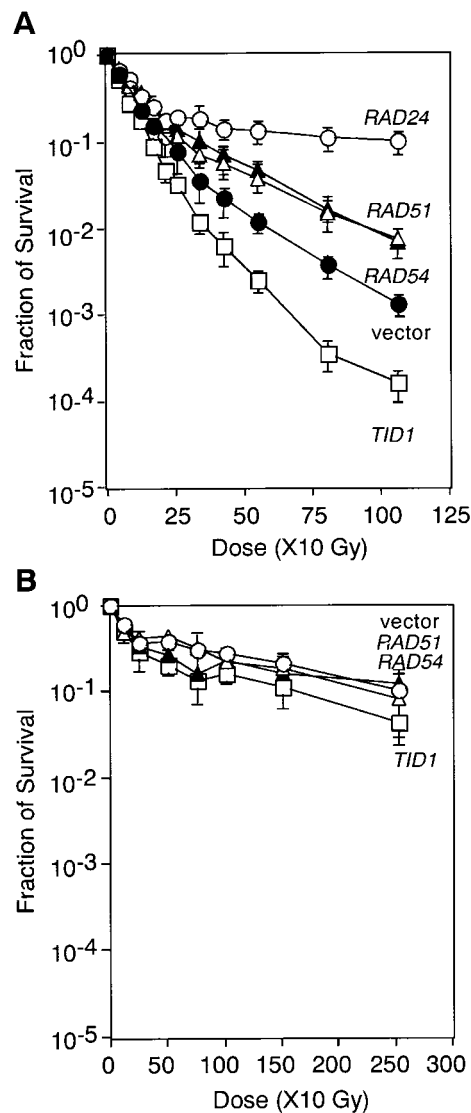 A
10^0
10^-1
10^-2
10^-3
10^-4
10^-5
Fraction of Survival
RAD24
RAD51
RAD54
vector
TID1
0 25 50 75 100 125
Dose (X10 Gy)
B
10^0
10^-1
10^-2
10^-3
10^-4
10^-5
Fraction of Survival
vector
RAD51
RAD54
TID1
0 50 100 150 200 250 300
Dose (X10 Gy)